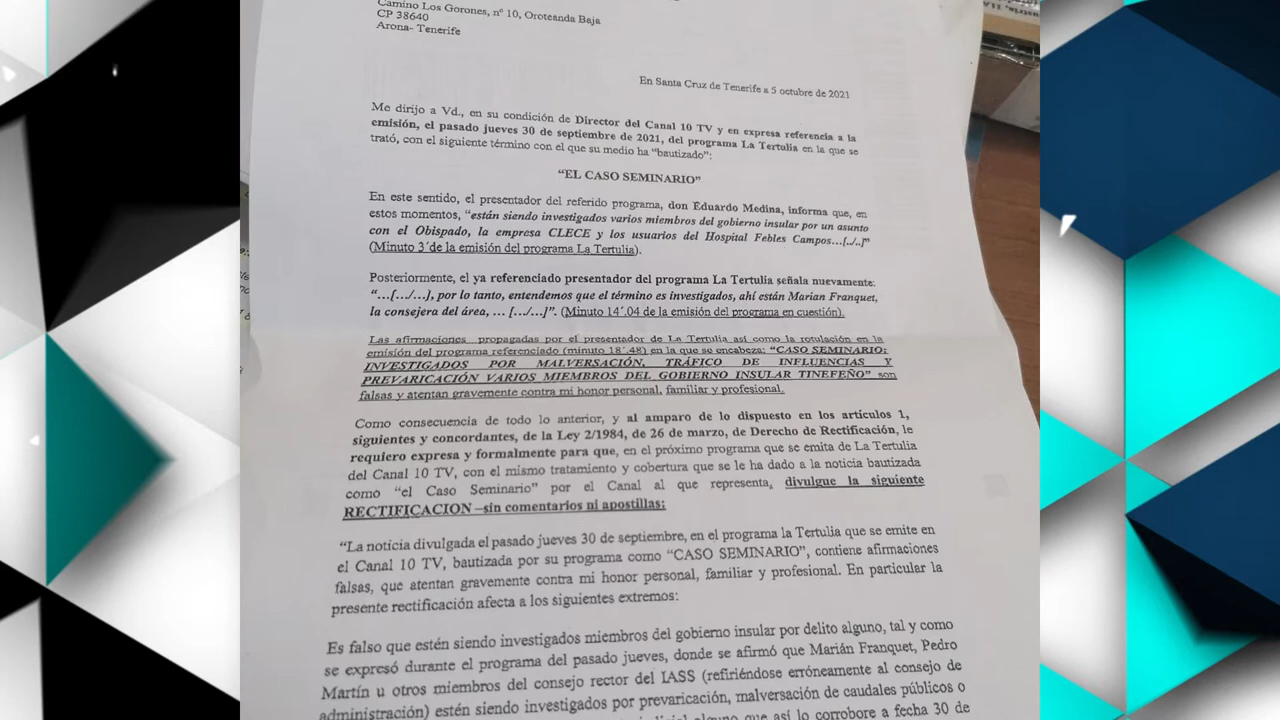 Camino Los Gorones, nº 10, Oroteanda Baja
CP 38640
Arona- Tenerife
En Santa Cruz de Tenerife a 5 octubre de 2021
Me dirijo a Vd., en su condición de Director del Canal 10 TV y en expresa referencia a la
emisión, el pasado jueves 30 de septiembre de 2021, del programa La Tertulia en la que se
trató, con el siguiente término con el que su medio ha "bautizado":
"EL CASO SEMINARIO"
En este sentido, el presentador del referido programa, don Eduardo Medina, informa que, en
estos momentos, "están siendo investigados varios miembros del gobierno insular por un asunto
con el Obispado, la empresa CLECE y los usuarios del Hospital Febles Campos...[../..]"
(Minuto 3´de la emisión del programa La Tertulia).
Posteriormente, el ya referenciado presentador del programa La Tertulia señala nuevamente:
"...[.../...], por lo tanto, entendemos que el término es investigados, ahí están Marian Franquet,
la consejera del área, ... [.../...]". (Minuto 14´.04 de la emisión del programa en cuestión).
Las afirmaciones propagadas por el presentador de La Tertulia así como la rotulación en la
emisión del programa referenciado (minuto 18´.48) en la que se encabeza: "CASO SEMINARIO:
INVESTIGADOS POR MALVERSACIÓN, TRÁFICO DE INFLUENCIAS Y
PREVARICACIÓN VARIOS MIEMBROS DEL GOBIERNO INSULAR TINEFEÑO" son
falsas y atentan gravemente contra mi honor personal, familiar y profesional.
Como consecuencia de todo lo anterior, y al amparo de lo dispuesto en los artículos 1,
siguientes y concordantes, de la Ley 2/1984, de 26 de marzo, de Derecho de Rectificación, le
requiero expresa y formalmente para que, en el próximo programa que se emita de La Tertulia
del Canal 10 TV, con el mismo tratamiento y cobertura que se le ha dado a la noticia bautizada
como "el Caso Seminario" por el Canal al que representa, divulgue la siguiente
RECTIFICACION –sin comentarios ni apostillas:
"La noticia divulgada el pasado jueves 30 de septiembre, en el programa la Tertulia que se emite en
el Canal 10 TV, bautizada por su programa como "CASO SEMINARIO", contiene afirmaciones
falsas, que atentan gravemente contra mi honor personal, familiar y profesional. En particular la
presente rectificación afecta a los siguientes extremos:
Es falso que estén siendo investigados miembros del gobierno insular por delito alguno, tal y como
se expresó durante el programa del pasado jueves, donde se afirmó que Marián Franquet, Pedro
Martín u otros miembros del consejo rector del IASS (refiriéndose erróneamente al consejo de
administración) estén siendo investigados por prevaricación, malversación de caudales públicos o
alguno que así lo corrobore a fecha 30 de